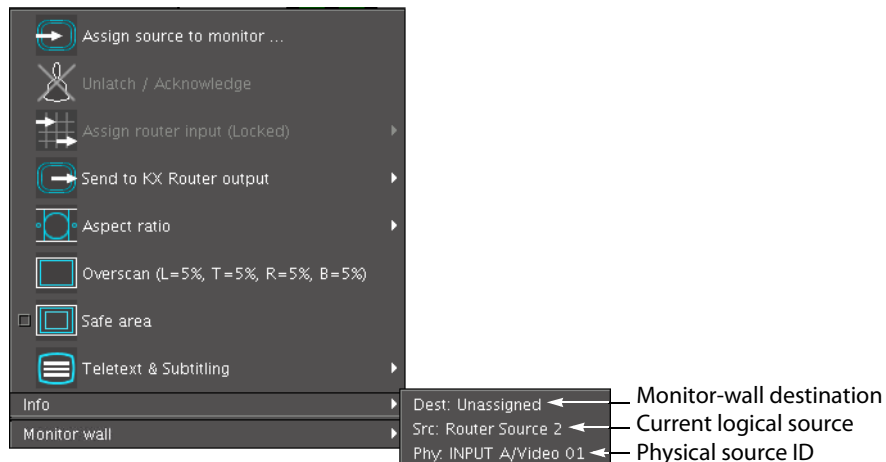 Assign source to monitor ...
Unlatch / Acknowledge
Assign router input (Locked)
Send to KX Router output
Aspect ratio
Overscan (L=5%, T=5%, R=5%, B=5%)
Safe area
Teletext & Subtitling
Info
Monitor wall
Dest: Unassigned
Src: Router Source 2
Phy: INPUT A/Video 01
Monitor-wall destination
Current logical source
Physical source ID